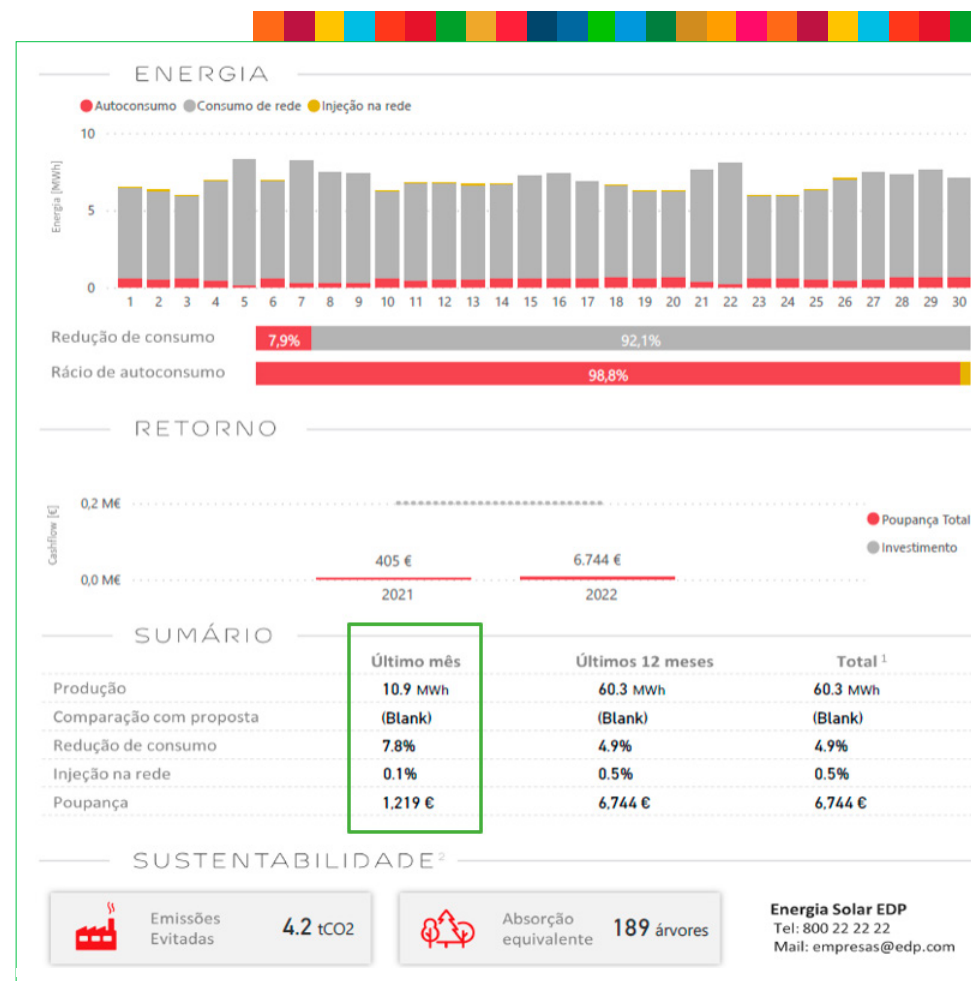 ENERGIA
Autoconsumo Consumo de rede Injeção na rede
10
Energia [MWh]
5
0
1 2 3 4 5 6 7 8 9 10 11 12 13 14 15 16 17 18 19 20 21 22 23 24 25 26 27 28 29 30
Redução de consumo 7,9% 92,1%
Rácio de autoconsumo 98,8%
RETORNO
0,2 M€
Cashflow [€]
Poupança Total
Investimento
405 € 6.744 €
0,0 M€
2021 2022
SUMÁRIO
Último mês Últimos 12 meses Total 1
Produção 10.9 MWh 60.3 MWh 60.3 MWh
Comparação com proposta (Blank) (Blank) (Blank)
Redução de consumo 7.8% 4.9% 4.9%
Injeção na rede 0.1% 0.5% 0.5%
Poupança 1,219 € 6,744 € 6,744 €
SUSTENTABILIDADE 2
Emissões Evitadas 4.2 tCO2
Absorção equivalente 189 árvores
Energia Solar EDP
Tel: 800 22 22 22
Mail: empresas@edp.com